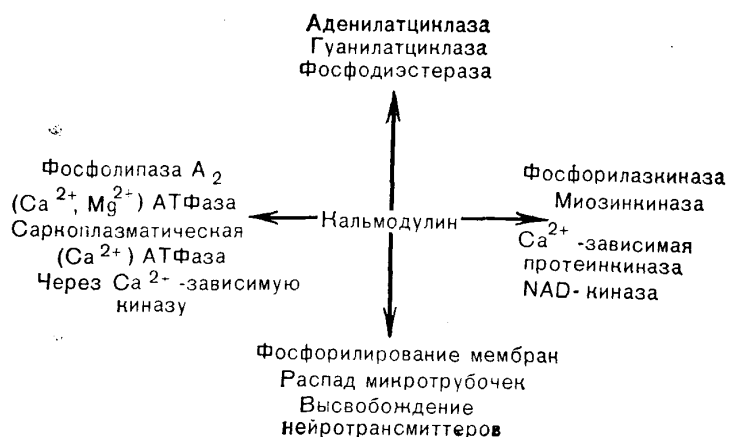 Аденилатциклаза
Гуанилатциклаза
Фосфодиэстераза
Фосфолипаза A₂
(Ca²⁺, Mg²⁺) АТФаза
Саркоплазматическая
(Ca²⁺) АТФаза
Через Ca²⁺-зависимую
киназу
Кальмодулин
Фосфорилазкиназа
Миозинкиназа
Ca²⁺-зависимая
протеинкиназа
NAD-киназа
Фосфорилирование мембран
Распад микротрубочек
Высвобождение
нейротрансмиттеров